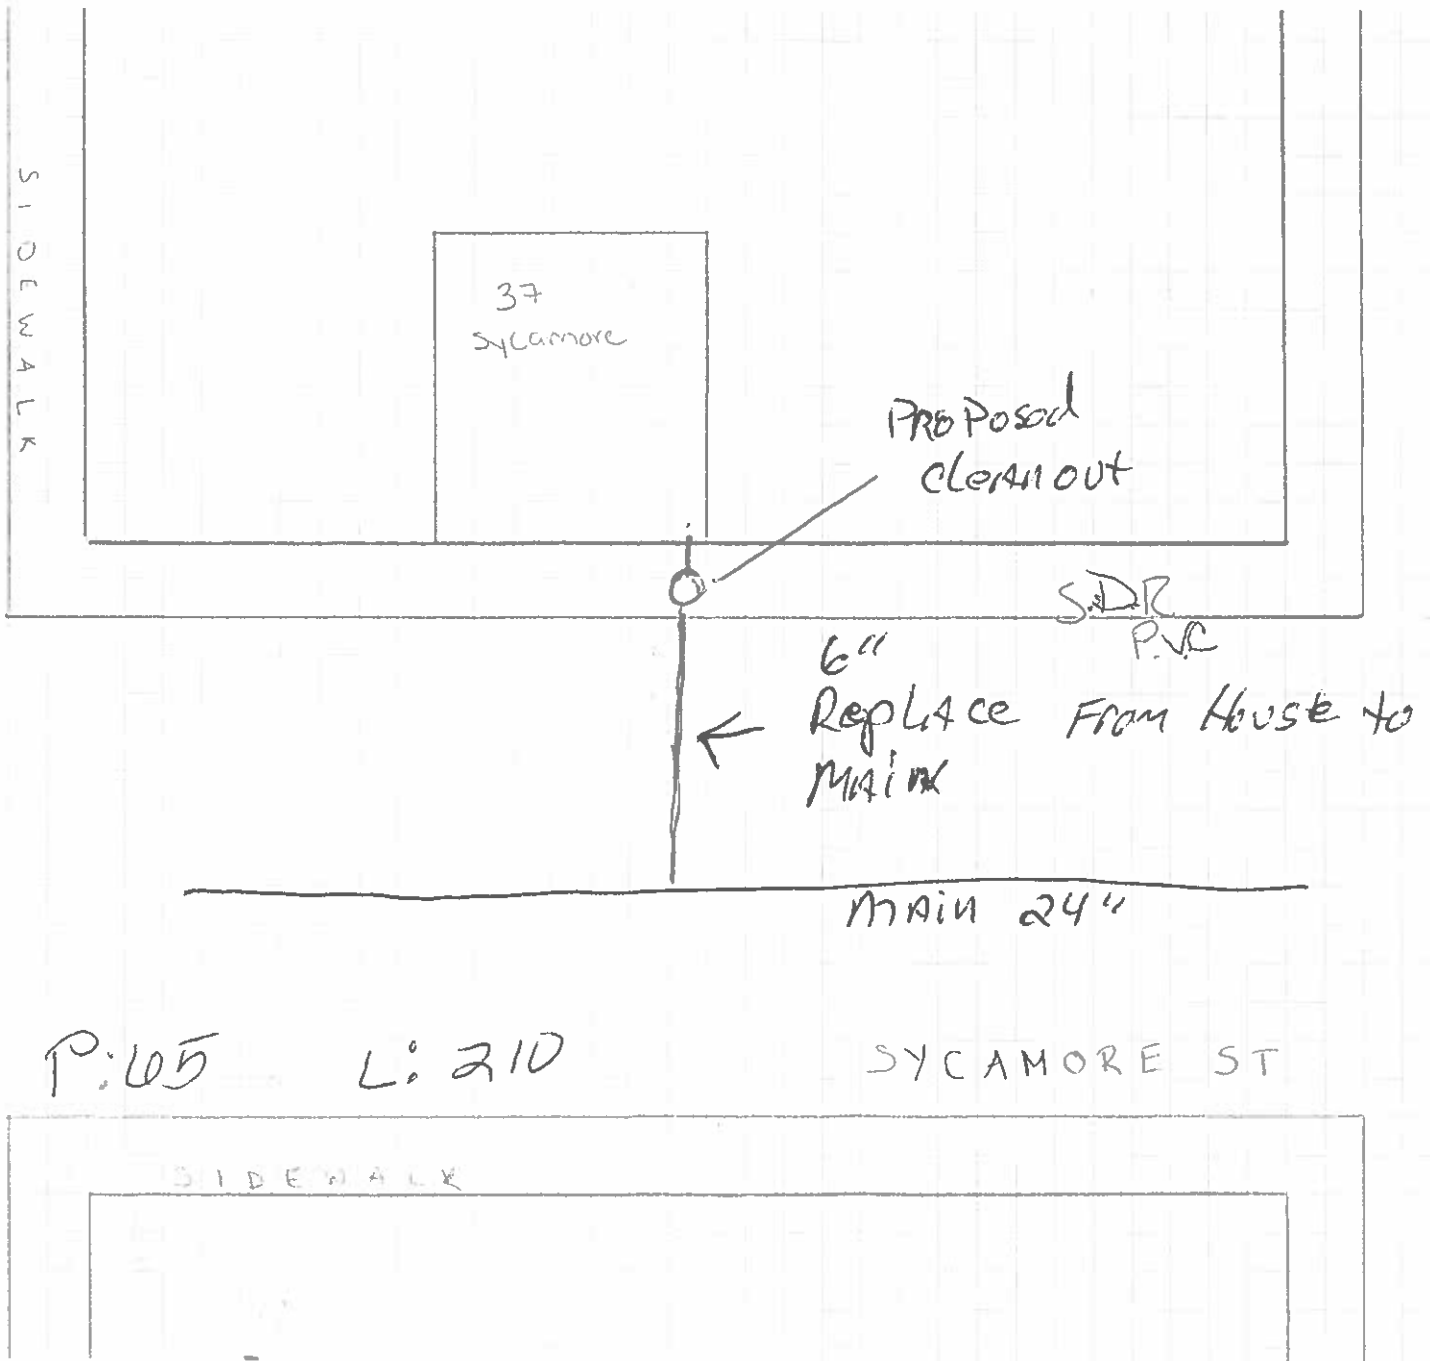 SIDEWALK
37
Sycamore
PROPosed
cleanout
S.D.R
P.V.C
6"
Replace From House to
Main
Main 24"
P:65 L: 210
SYCAMORE ST
SIDEWALK